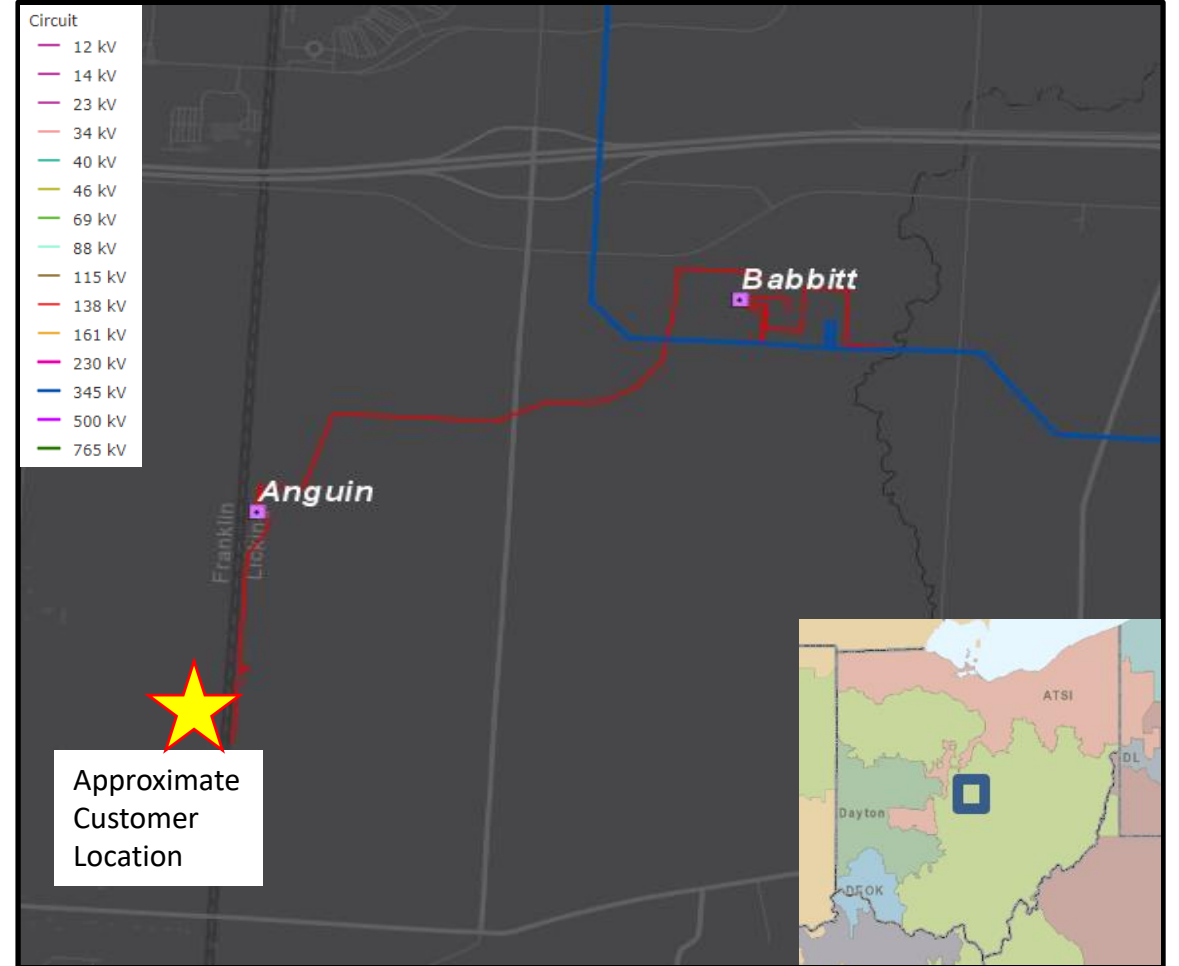 Circuit
12 kV
14 kV
23 kV
34 kV
40 kV
46 kV
69 kV
88 kV
115 kV
138 kV
161 kV
230 kV
345 kV
500 kV
765 kV
Babbitt
Anguin
Franklin
Approximate
Customer
Location
ATSI
DL
Dayton
DEOK